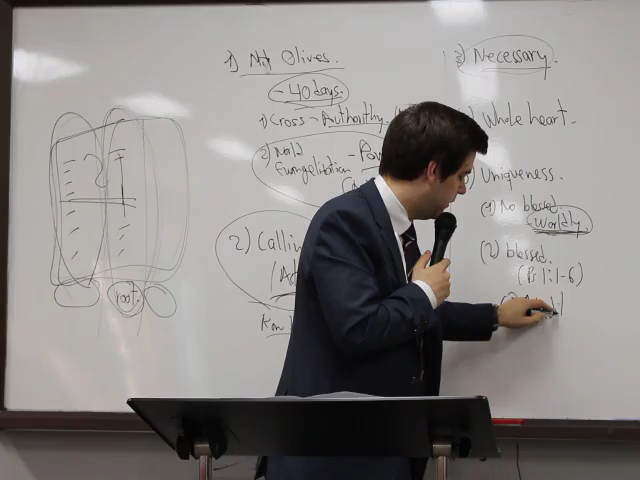 1) Mt Olives.
- 40 days.
1) Cross - Authority
2) World
Evangelization -
2) Calling
root
Necessary.
Whole heart.
Uniqueness.
(1) No blessed
Worldly
(2) blessed.
(Ps 1:1-6)